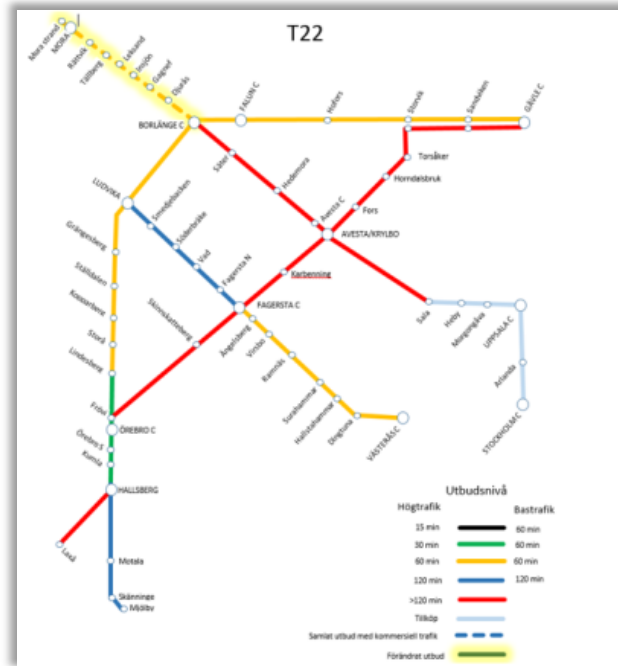 T22
Mora strand
MORA
Rättvik
Tällberg
Leksand
Insjön
Gagnef
Djurås
BORLÄNGE C
FALUN C
Hofors
Storvik
Sandviken
GÄVLE C
Torsåker
Horndalsbruk
Fors
Säter
Hedemora
Avesta C
AVESTA/KRYLBO
LUDVIKA
Smedjebacken
Söderbärke
Vad
Fagersta N
Karbenning
FAGERSTA C
Grängesberg
Ställdalen
Kopparberg
Storå
Lindesberg
Skinnskatteberg
Ängelsberg
Virsbo
Ramnäs
Surahammar
Hallstahammar
Dingtuna
VÄSTERÅS C
Sala
Heby
Morgongåva
UPPSALA C
Arlanda
STOCKHOLM C
Frövi
ÖREBRO C
Örebro S
Kumla
HALLSBERG
Laxå
Motala
Skänninge
Mjölby
Utbudsnivå
Högtrafik Bastrafik
15 min 60 min
30 min 60 min
60 min 60 min
120 min 120 min
>120 min
Tillköp
Samlat utbud med kommersiell trafik
Förändrat utbud